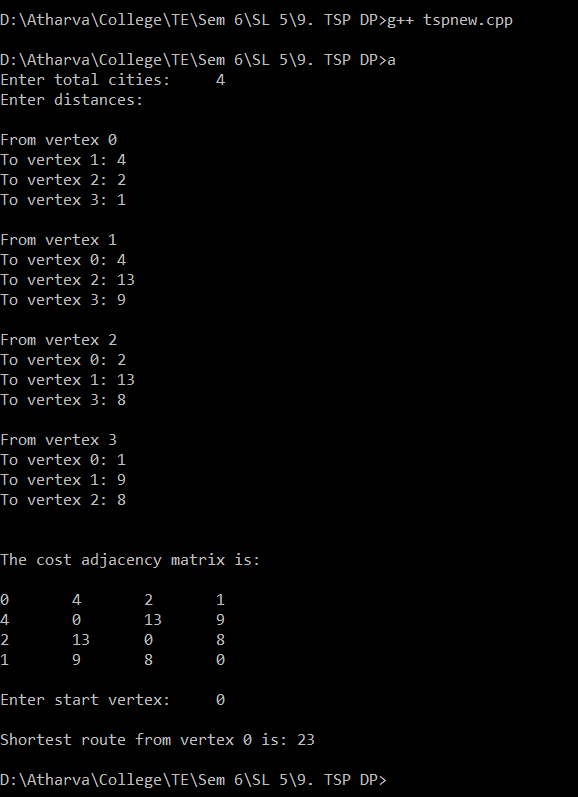 D:\Atharva\College\TE\Sem 6\SL 5\9. TSP DP>g++ tspnew.cpp
D:\Atharva\College\TE\Sem 6\SL 5\9. TSP DP>a
Enter total cities:     4
Enter distances:
From vertex 0
To vertex 1: 4
To vertex 2: 2
To vertex 3: 1
From vertex 1
To vertex 0: 4
To vertex 2: 13
To vertex 3: 9
From vertex 2
To vertex 0: 2
To vertex 1: 13
To vertex 3: 8
From vertex 3
To vertex 0: 1
To vertex 1: 9
To vertex 2: 8
The cost adjacency matrix is:
0       4       2       1
4       0       13      9
2       13      0       8
1       9       8       0
Enter start vertex:     0
Shortest route from vertex 0 is: 23
D:\Atharva\College\TE\Sem 6\SL 5\9. TSP DP>